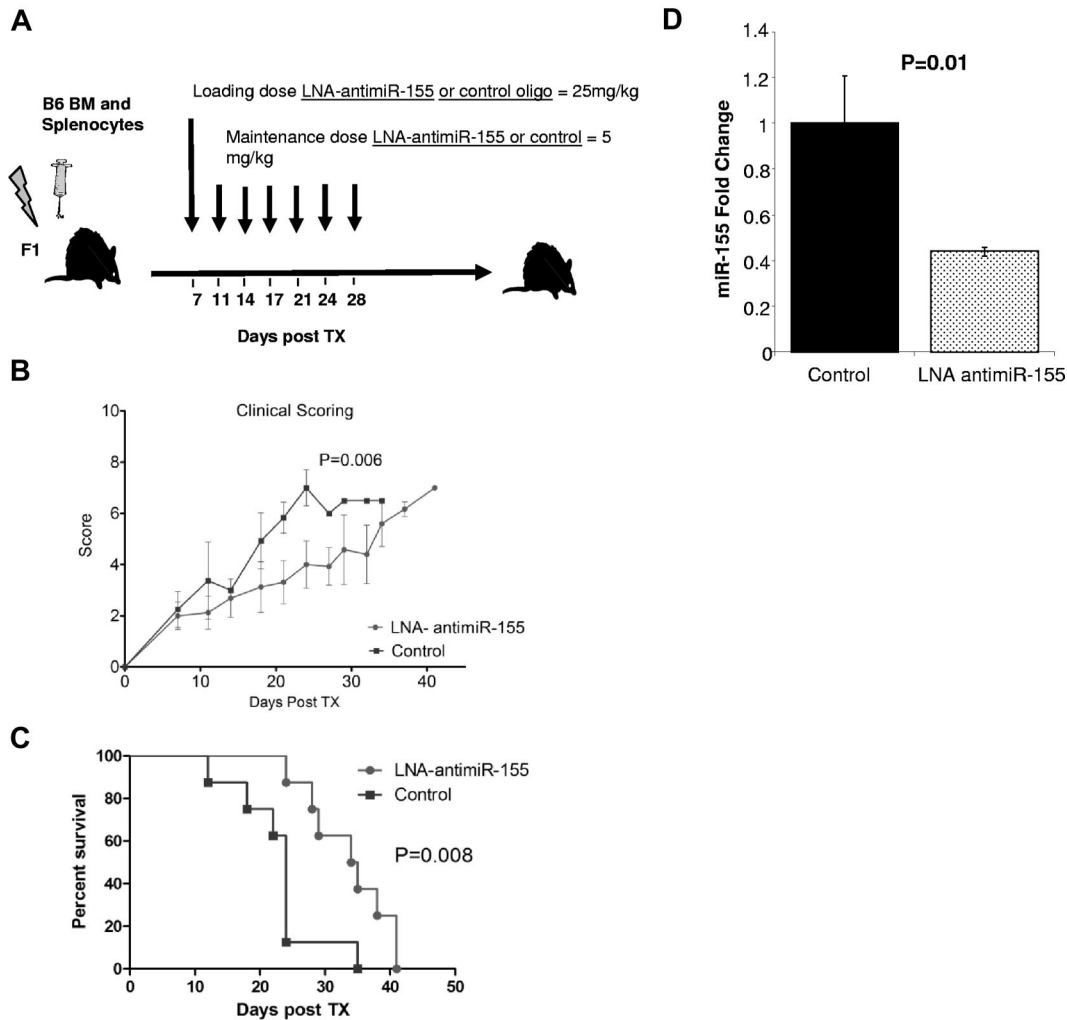 A
B6 BM and
Splenocytes
F1
Loading dose LNA-antimiR-155 or control oligo = 25mg/kg
Maintenance dose LNA-antimiR-155 or control = 5
mg/kg
7 11 14 17 21 24 28
Days post TX
B
Clinical Scoring
P=0.006
10
8
6
4
2
0
Score
0 10 20 30 40
Days Post TX
LNA- antimiR-155
Control
C
100
80
60
40
20
0
Percent survival
0 10 20 30 40 50
Days post TX
LNA-antimiR-155
Control
P=0.008
D
1.4
1.2
1
0.8
0.6
0.4
0.2
0
miR-155 Fold Change
P=0.01
Control LNA antimiR-155